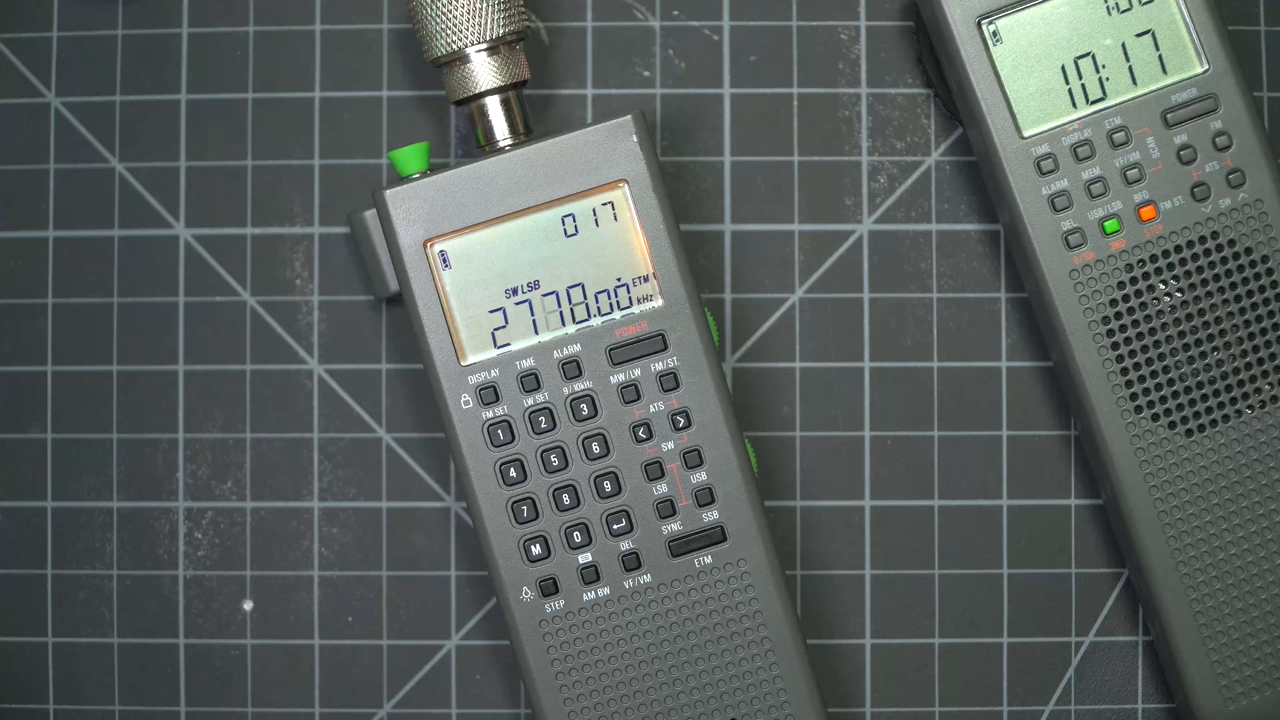 017
SW LSB
ETM
2778.00 kHz
POWER
DISPLAY TIME ALARM
FM SET LW SET 9/10kHz
MW/LW FM/ST.
1 2 3
ATS
< >
4 5 6
SW
7 8 9
LSB USB
M 0
SYNC SSB
DEL
STEP AM BW VF/VM
ETM
10:17
POWER
TIME DISPLAY ETM
SCAN
MW FM
ALARM MEM VF/VM
ATS
DEL USB/LSB BFO FM ST. SW
STEP